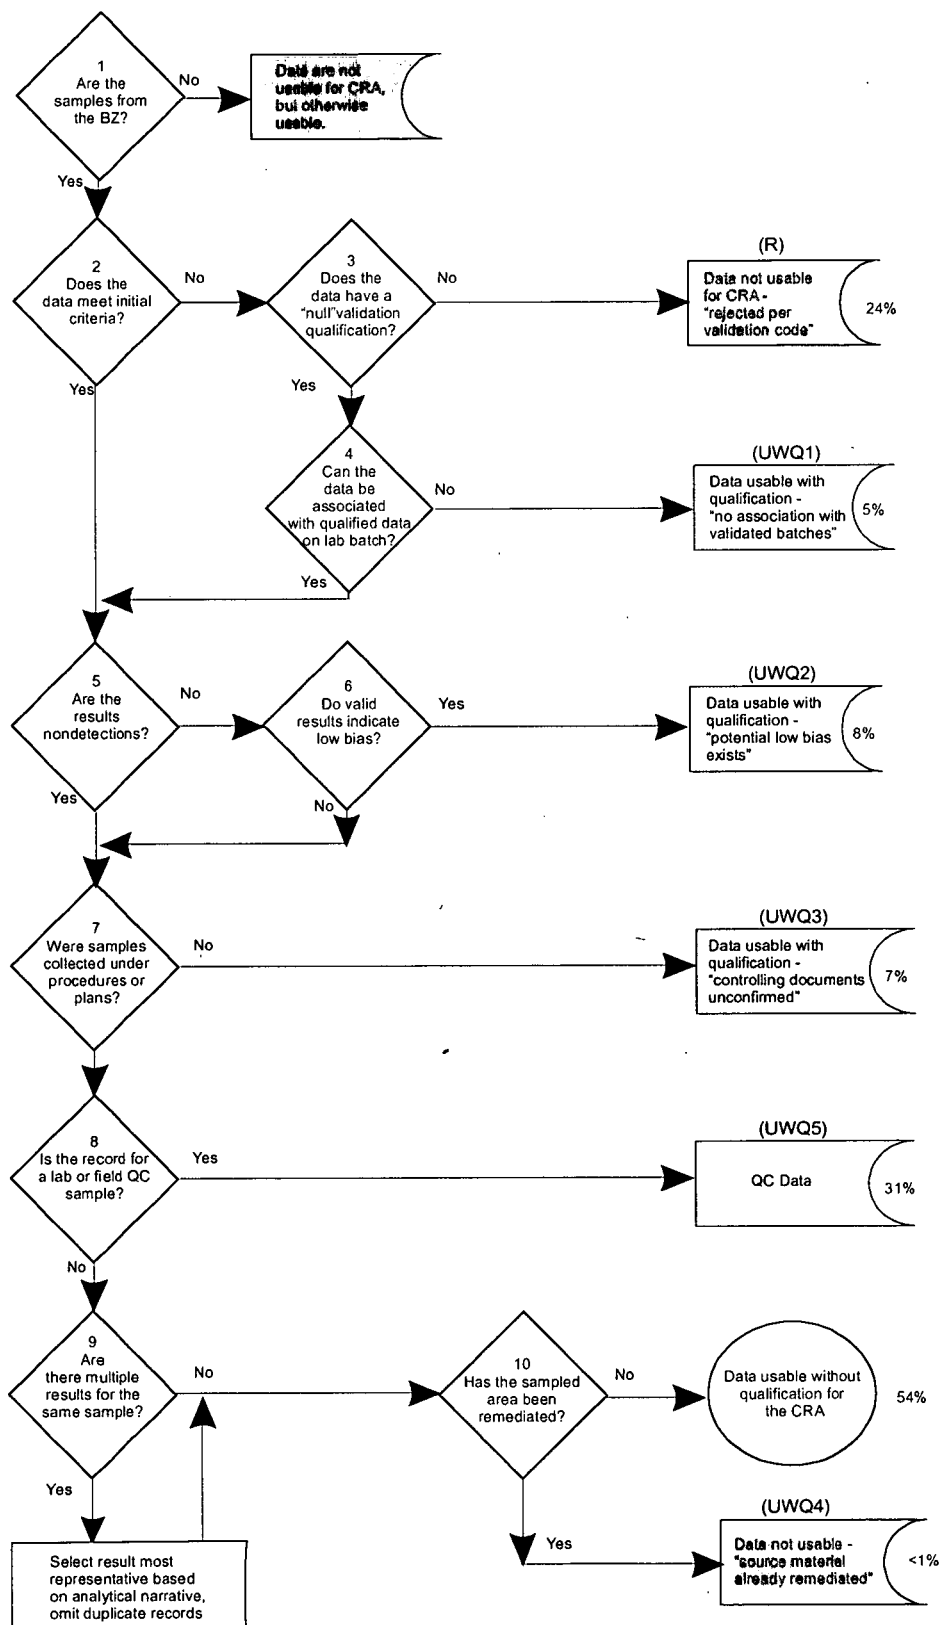 1
Are the
samples from
the BZ?
No
Data are not
usable for CRA,
but otherwise
usable.
Yes
2
Does the
data meet initial
criteria?
No
3
Does the
data have a
"null"validation
qualification?
No
(R)
Data not usable
for CRA -
"rejected per
validation code"
24%
Yes
Yes
4
Can the
data be
associated
with qualified data
on lab batch?
No
(UWQ1)
Data usable with
qualification -
"no association with
validated batches"
5%
Yes
5
Are the
results
nondetections?
No
6
Do valid
results indicate
low bias?
Yes
(UWQ2)
Data usable with
qualification -
"potential low bias
exists"
8%
Yes
No
7
Were samples
collected under
procedures or
plans?
No
(UWQ3)
Data usable with
qualification -
"controlling documents
unconfirmed"
7%
8
Is the record for
a lab or field QC
sample?
Yes
(UWQ5)
QC Data
31%
No
9
Are
there multiple
results for the
same sample?
No
10
Has the sampled
area been
remediated?
No
Data usable without
qualification for
the CRA
54%
Yes
Select result most
representative based
on analytical narrative,
omit duplicate records
Yes
(UWQ4)
Data not usable -
"source material
already remediated"
<1%